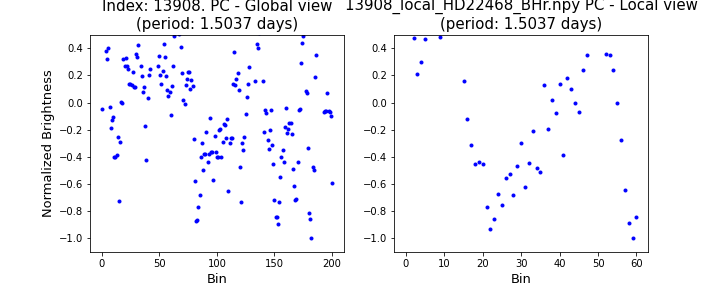 Index: 13908. PC - Global view
(period: 1.5037 days)
13908_local_HD22468_BHr.npy PC - Local view
(period: 1.5037 days)
Normalized Brightness
0.4
0.2
0.0
−0.2
−0.4
−0.6
−0.8
−1.0
0 50 100 150 200
Bin
0.4
0.2
0.0
−0.2
−0.4
−0.6
−0.8
−1.0
0 10 20 30 40 50 60
Bin